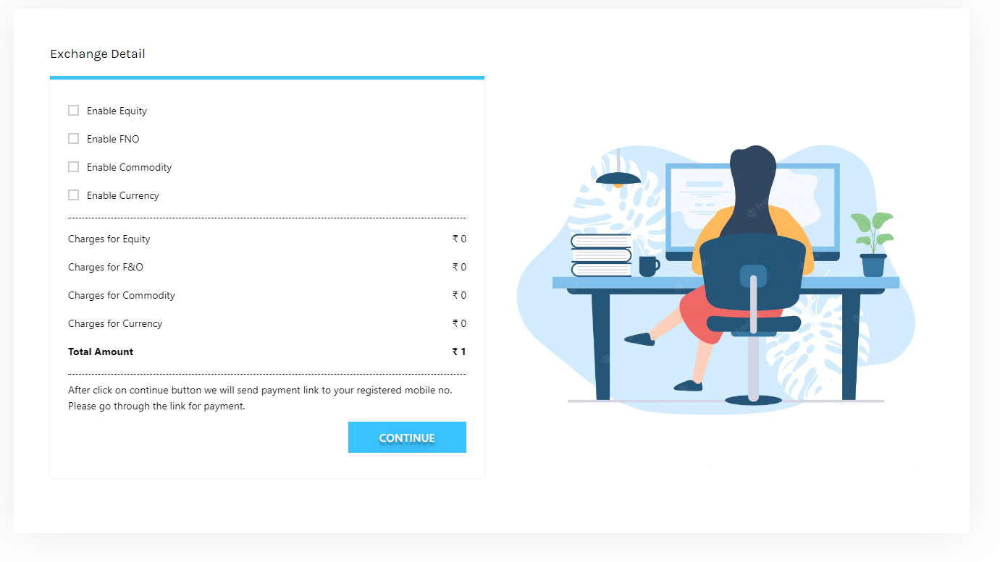 Exchange Detail
Enable Equity
Enable FNO
Enable Commodity
Enable Currency
Charges for Equity ₹ 0
Charges for F&O ₹ 0
Charges for Commodity ₹ 0
Charges for Currency ₹ 0
Total Amount ₹ 1
After click on continue button we will send payment link to your registered mobile no.
Please go through the link for payment.
CONTINUE